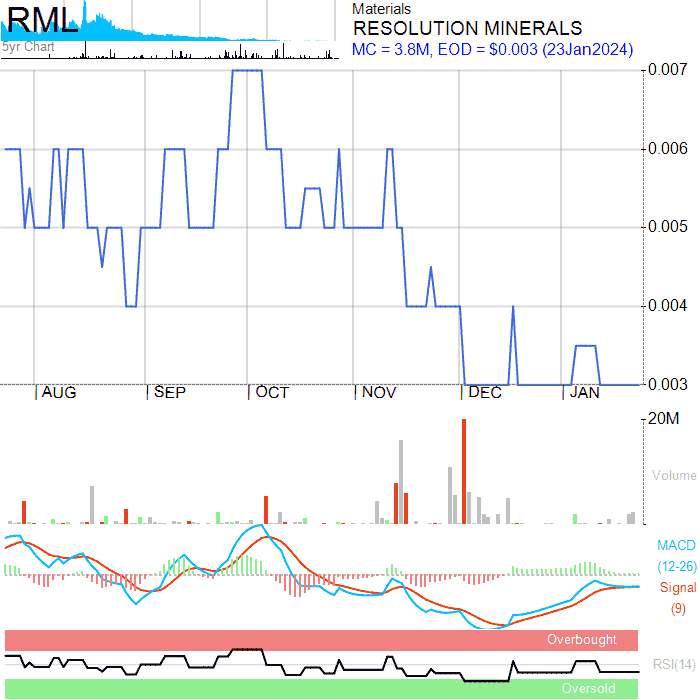 RML
5yr Chart
Materials
RESOLUTION MINERALS
MC = 3.8M, EOD = $0.003 (23Jan2024)
0.007
0.006
0.005
0.004
0.003
AUG SEP OCT NOV DEC JAN
20M
Volume
MACD
(12-26)
Signal
(9)
Overbought
RSI(14)
Oversold